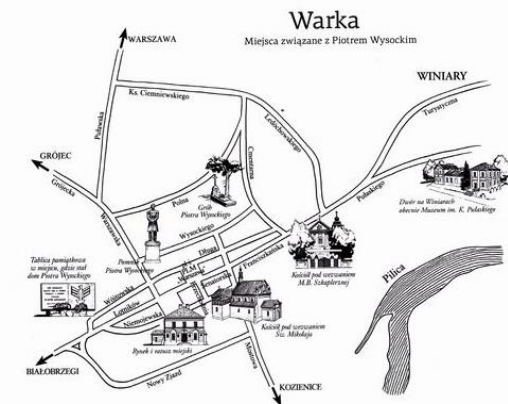 Warka
Miejsca związane z Piotrem Wysockim
WARSZAWA
WINIARY
Ks. Ciemniewskiego
Ledóchowskiego
Turystyczna
Puławska
GRÓJEC
Grójecka
Cmentarna
Polna
Grób
Piotra Wysockiego
Pułaskiego
Dwór na Winiarach
obecnie Muzeum im. K. Pułaskiego
Warszawska
Wysockiego
Pomnik
Piotra Wysockiego
Długa
Franciszkańska
Kościół pod wezwaniem
M.B. Szkaplerznej
Tablica pamiątkowa
w miejscu, gdzie stał
dom Piotra Wysockiego
Senatorska
Pilica
Lotników
Niemojewska
Kościół pod wezwaniem
Św. Mikołaja
Rynek i ratusz miejski
Mostowa
BIAŁOBRZEGI
Nowy Zjazd
KOZIENICE